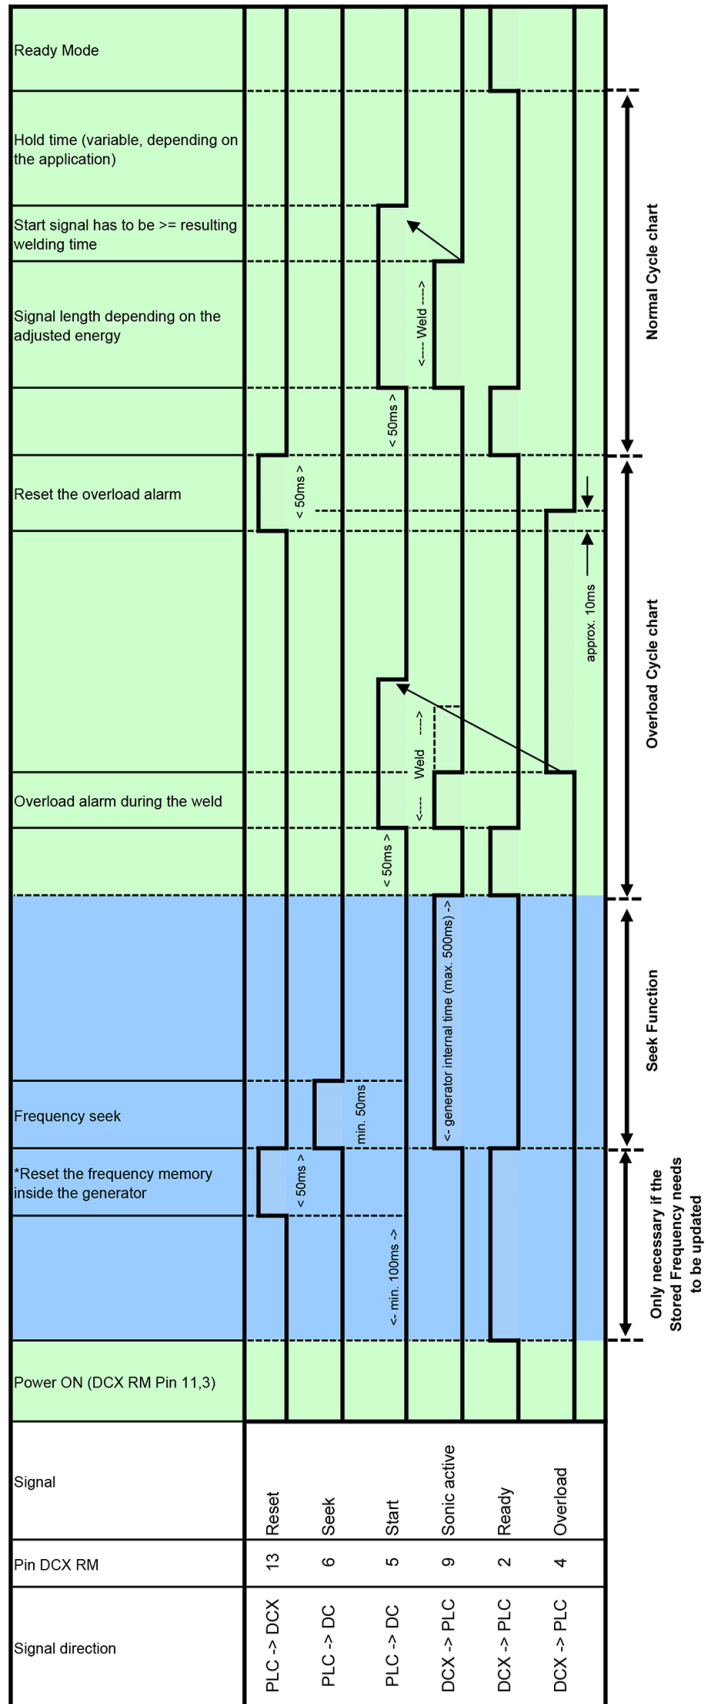 Ready Mode
Hold time (variable, depending on
the application)
Start signal has to be >= resulting
welding time
Signal length depending on the
adjusted energy
<---- Weld ---->
< 50ms >
Normal Cycle chart
Reset the overload alarm
< 50ms >
approx. 10ms
Overload Cycle chart
<---- Weld ---->
Overload alarm during the weld
< 50ms >
<- generator internal time (max. 500ms) ->
Seek Function
Frequency seek
min. 50ms
*Reset the frequency memory
inside the generator
< 50ms >
<- min. 100ms ->
Only necessary if the
Stored Frequency needs
to be updated
Power ON (DCX RM Pin 11,3)
Signal
Reset
Seek
Start
Sonic active
Ready
Overload
Pin DCX RM
13
6
5
9
2
4
Signal direction
PLC -> DCX
PLC -> DC
PLC -> DC
DCX -> PLC
DCX -> PLC
DCX -> PLC